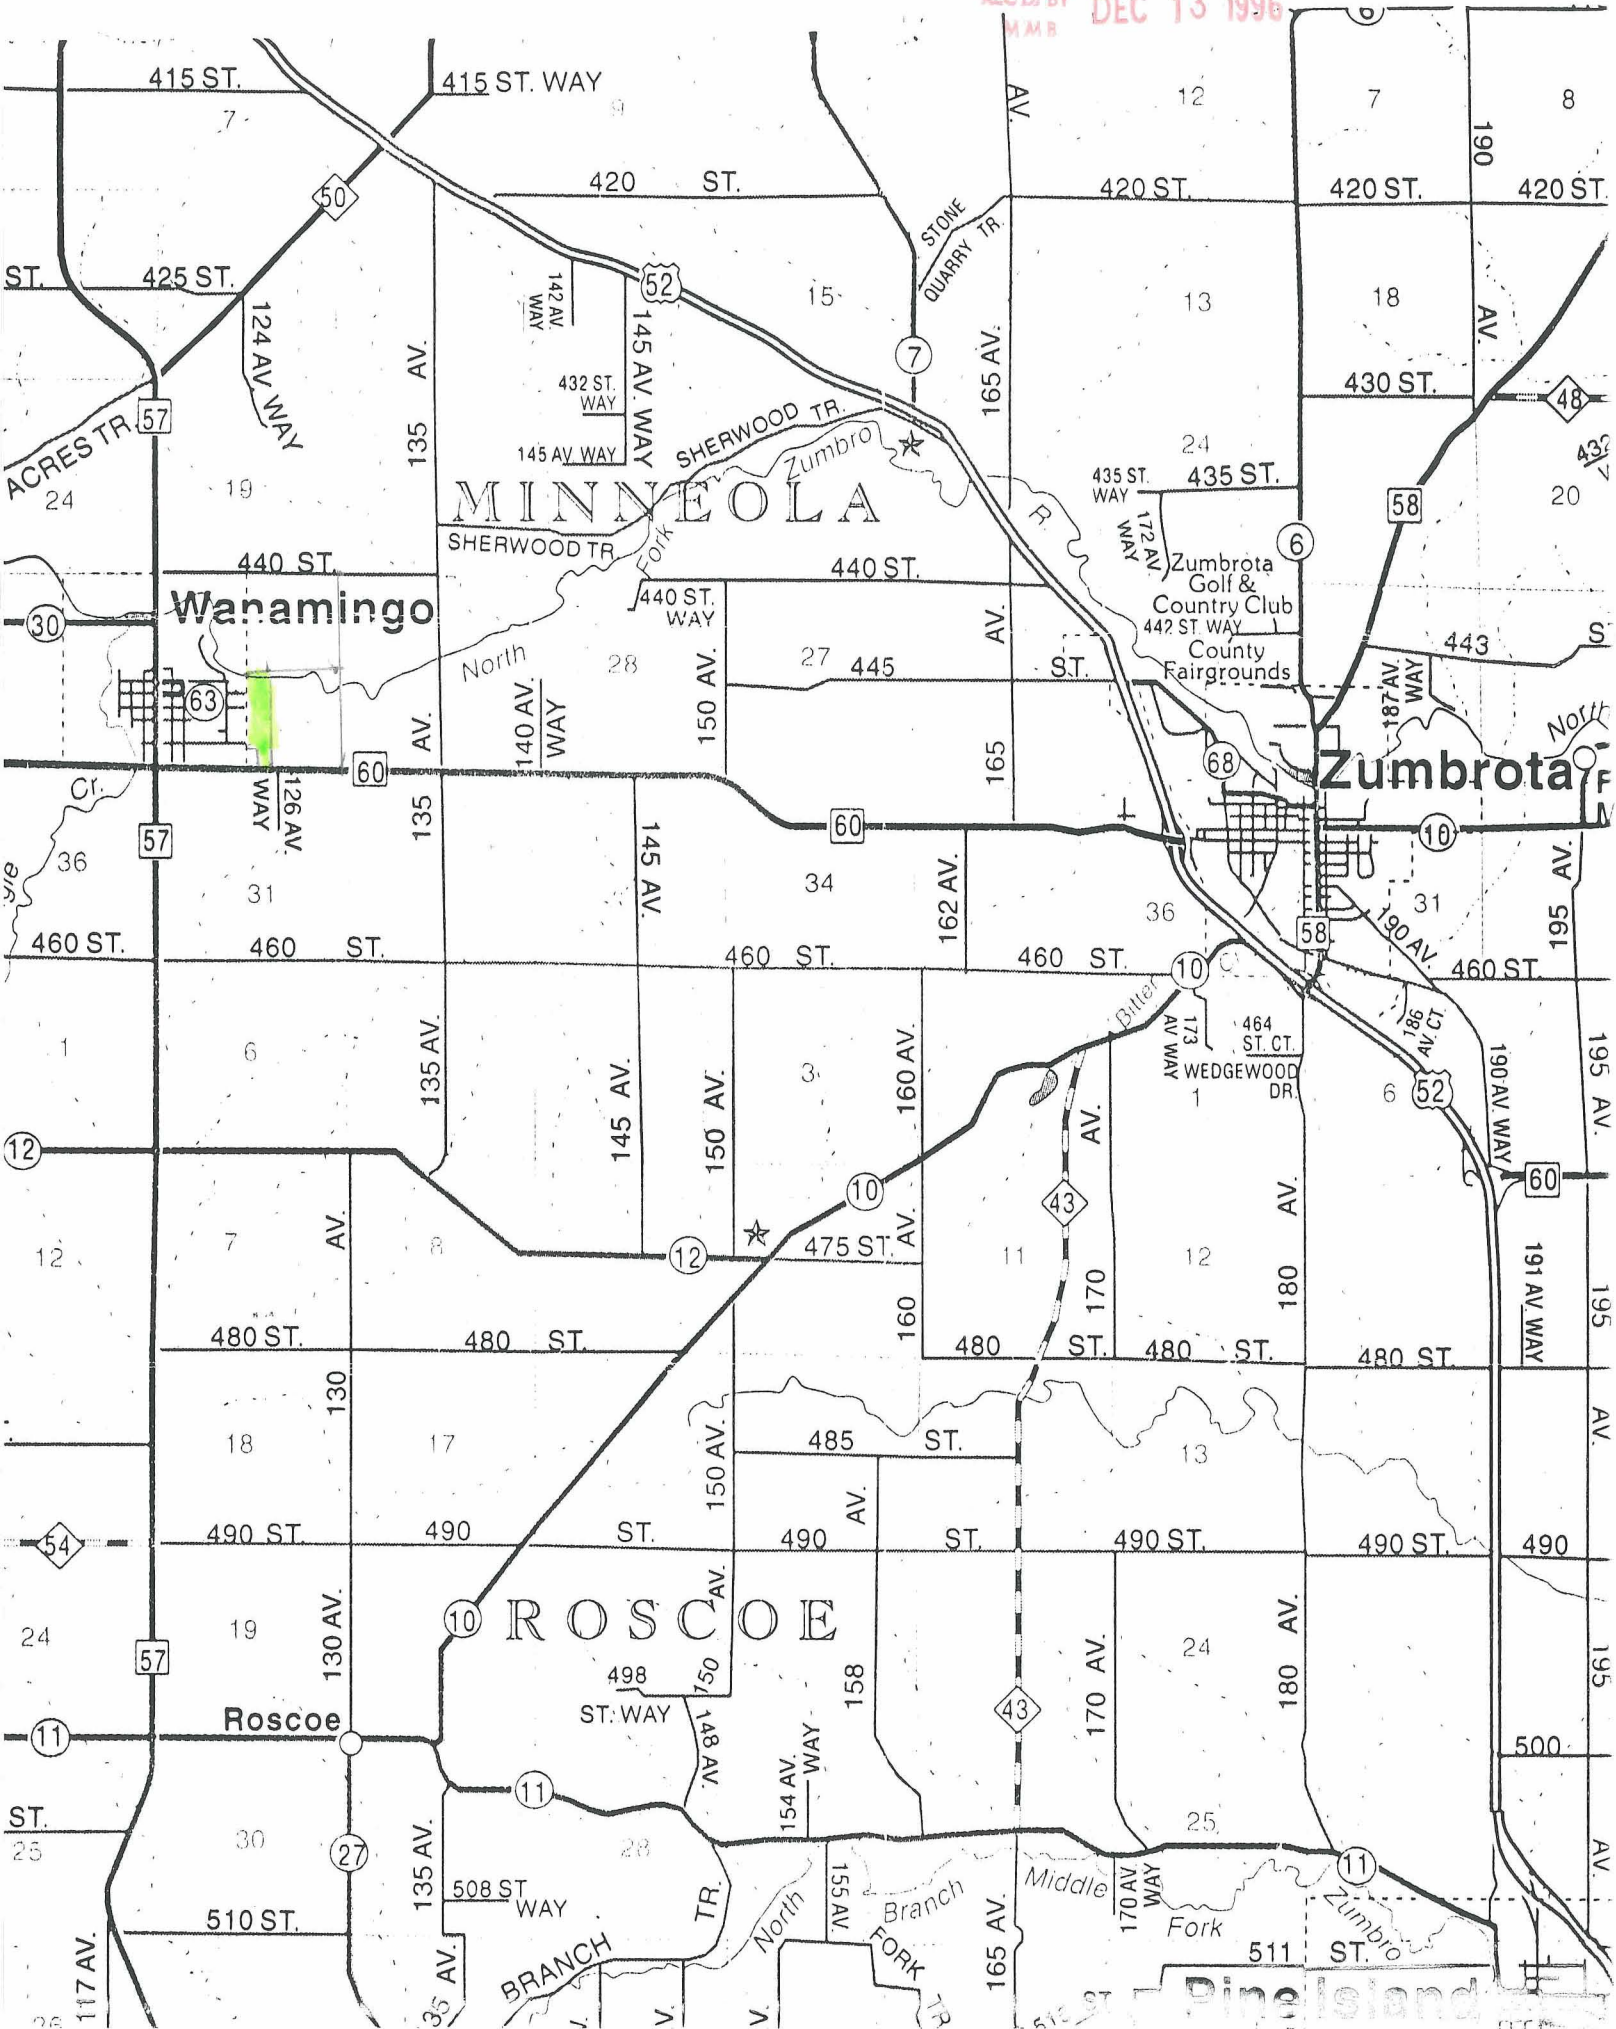 DEC 13 1996
M M B
6
415 ST.
415 ST. WAY
7
9
AV.
12
7
8
190
50
420 ST.
420 ST.
420 ST.
420 ST.
STONE
QUARRY TR.
ST.
425 ST.
52
142 AV.
WAY
15
13
18
AV.
124 AV. WAY
135 AV.
145 AV. WAY
7
165 AV.
432 ST.
WAY
430 ST.
48
57
ACRES TR.
SHERWOOD TR.
145 AV. WAY
Zumbro
24
19
24
435 ST.
WAY
435 ST.
58
20
MINNEOLA
R.
SHERWOOD TR
Fork
172 AV
WAY
6
440 ST.
440 ST.
Zumbrota
Golf &
Country Club
Wanamingo
30
440 ST.
WAY
442 ST. WAY
AV.
443
North
28
150 AV.
27
445 ST.
County
Fairgrounds
187 AV.
WAY
63
140 AV.
WAY
135 AV.
165
68
North
Zumbrota
60
Cr.
126 AV.
WAY
57
60
10
36
31
145 AV.
34
162 AV.
36
31
195 AV.
190 AV.
58
460 ST.
460 ST.
460 ST.
460 ST.
460 ST.
10
Bitter
173
AV WAY
464
ST. CT.
186
AV. CT.
1
6
135 AV.
145 AV.
150 AV.
3
160 AV.
WEDGEWOOD
DR.
1
6
52
190 AV. WAY
195 AV.
AV.
12
43
60
10
12
7
8
12
475 ST.
AV.
11
12
180 AV.
191 AV. WAY
170
160
195
480 ST.
480 ST.
480 ST.
480 ST.
480 ST.
130
AV.
18
17
150 AV.
485 ST.
13
AV.
54
490 ST.
490 ST.
490 ST.
490 ST.
490 ST.
490
AV.
10
ROSCOE
24
19
130 AV.
57
498
ST. WAY
150
158
43
170 AV.
24
180 AV.
195
11
Roscoe
148 AV.
154 AV.
WAY
500
11
ST.
25
30
27
135 AV.
28
25
11
AV.
508 ST
WAY
TR.
North
155 AV.
Branch
Middle
170 AV
WAY
Fork
Zumbro
510 ST.
117 AV.
BRANCH
FORK
TR
165 AV.
511 ST.
Pine Island